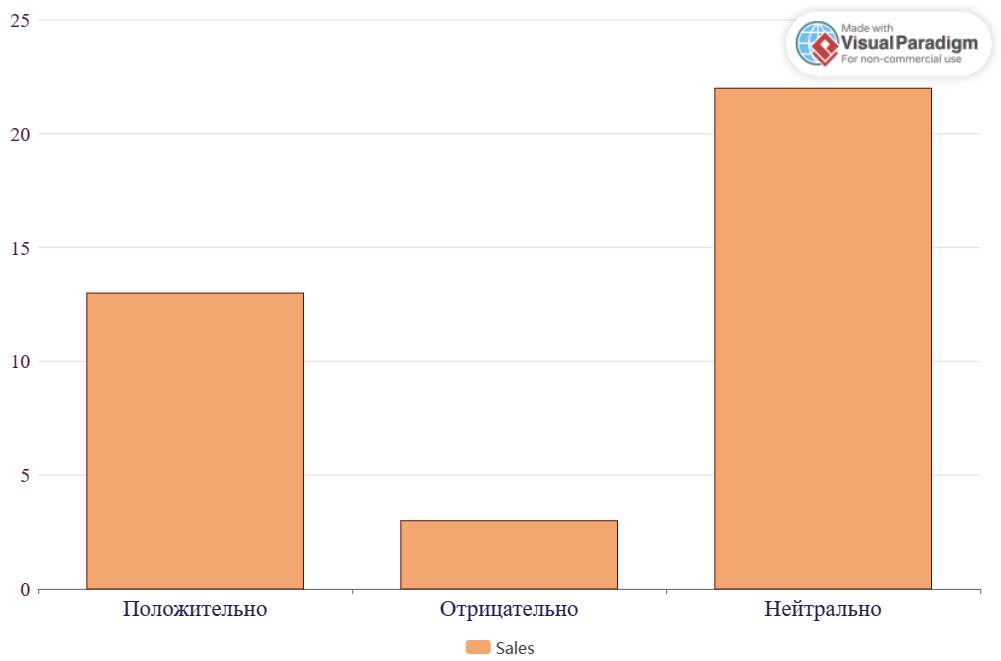 25
Made with
Visual Paradigm
For non-commercial use
20
15
10
5
0
Положительно Отрицательно Нейтрально
Sales